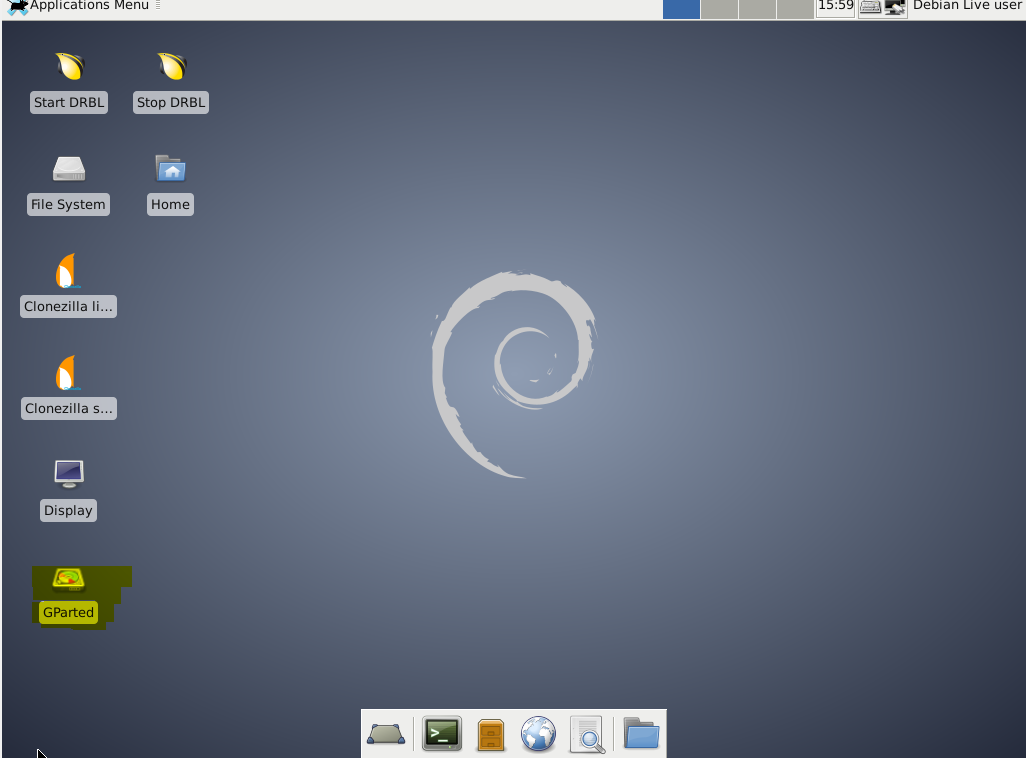 Applications Menu
15:59
Debian Live user
Start DRBL
Stop DRBL
File System
Home
Clonezilla li...
Clonezilla s...
Display
GParted
>_